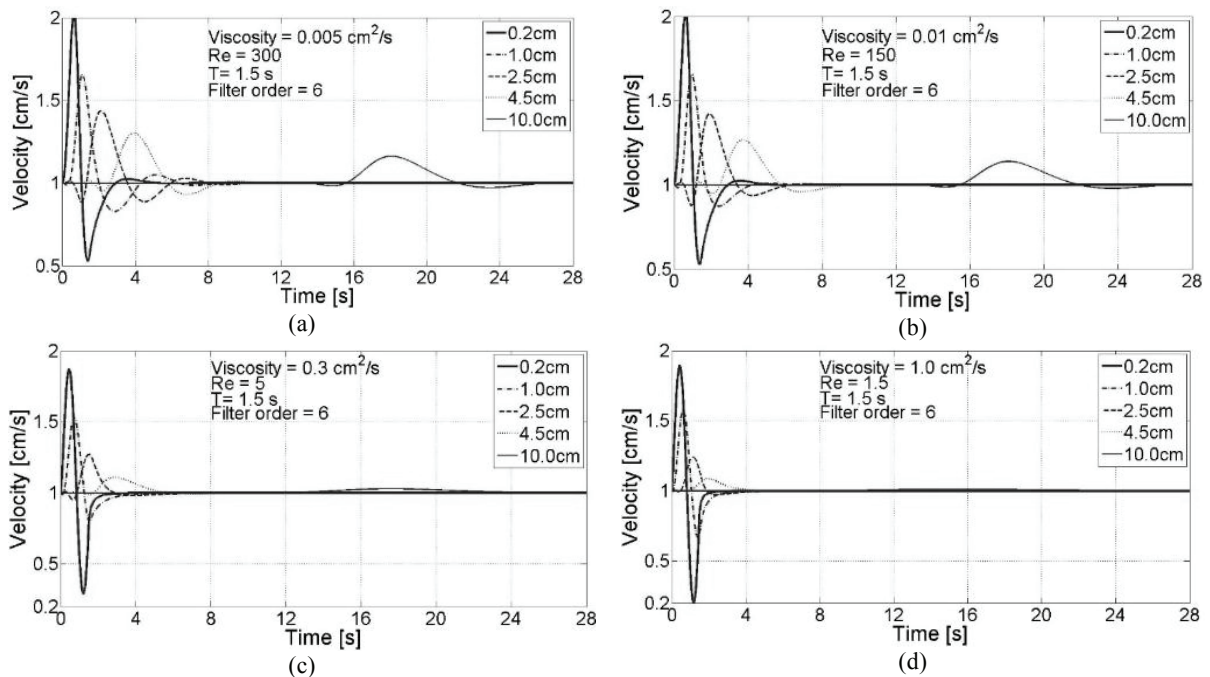 2
1.5
1
0.5
Velocity [cm/s]
Viscosity = 0.005 cm²/s
Re = 300
T= 1.5 s
Filter order = 6
0.2cm
1.0cm
2.5cm
4.5cm
10.0cm
0 4 8 12 16 20 24 28
Time [s]
(a)
2
1.5
1
0.5
Velocity [cm/s]
Viscosity = 0.01 cm²/s
Re = 150
T= 1.5 s
Filter order = 6
0.2cm
1.0cm
2.5cm
4.5cm
10.0cm
0 4 8 12 16 20 24 28
Time [s]
(b)
2
1.5
1
0.5
0.2
Velocity [cm/s]
Viscosity = 0.3 cm²/s
Re = 5
T= 1.5 s
Filter order = 6
0.2cm
1.0cm
2.5cm
4.5cm
10.0cm
0 4 8 12 16 20 24 28
Time [s]
(c)
2
1.5
1
0.5
0.2
Velocity [cm/s]
Viscosity = 1.0 cm²/s
Re = 1.5
T= 1.5 s
Filter order = 6
0.2cm
1.0cm
2.5cm
4.5cm
10.0cm
0 4 8 12 16 20 24 28
Time [s]
(d)